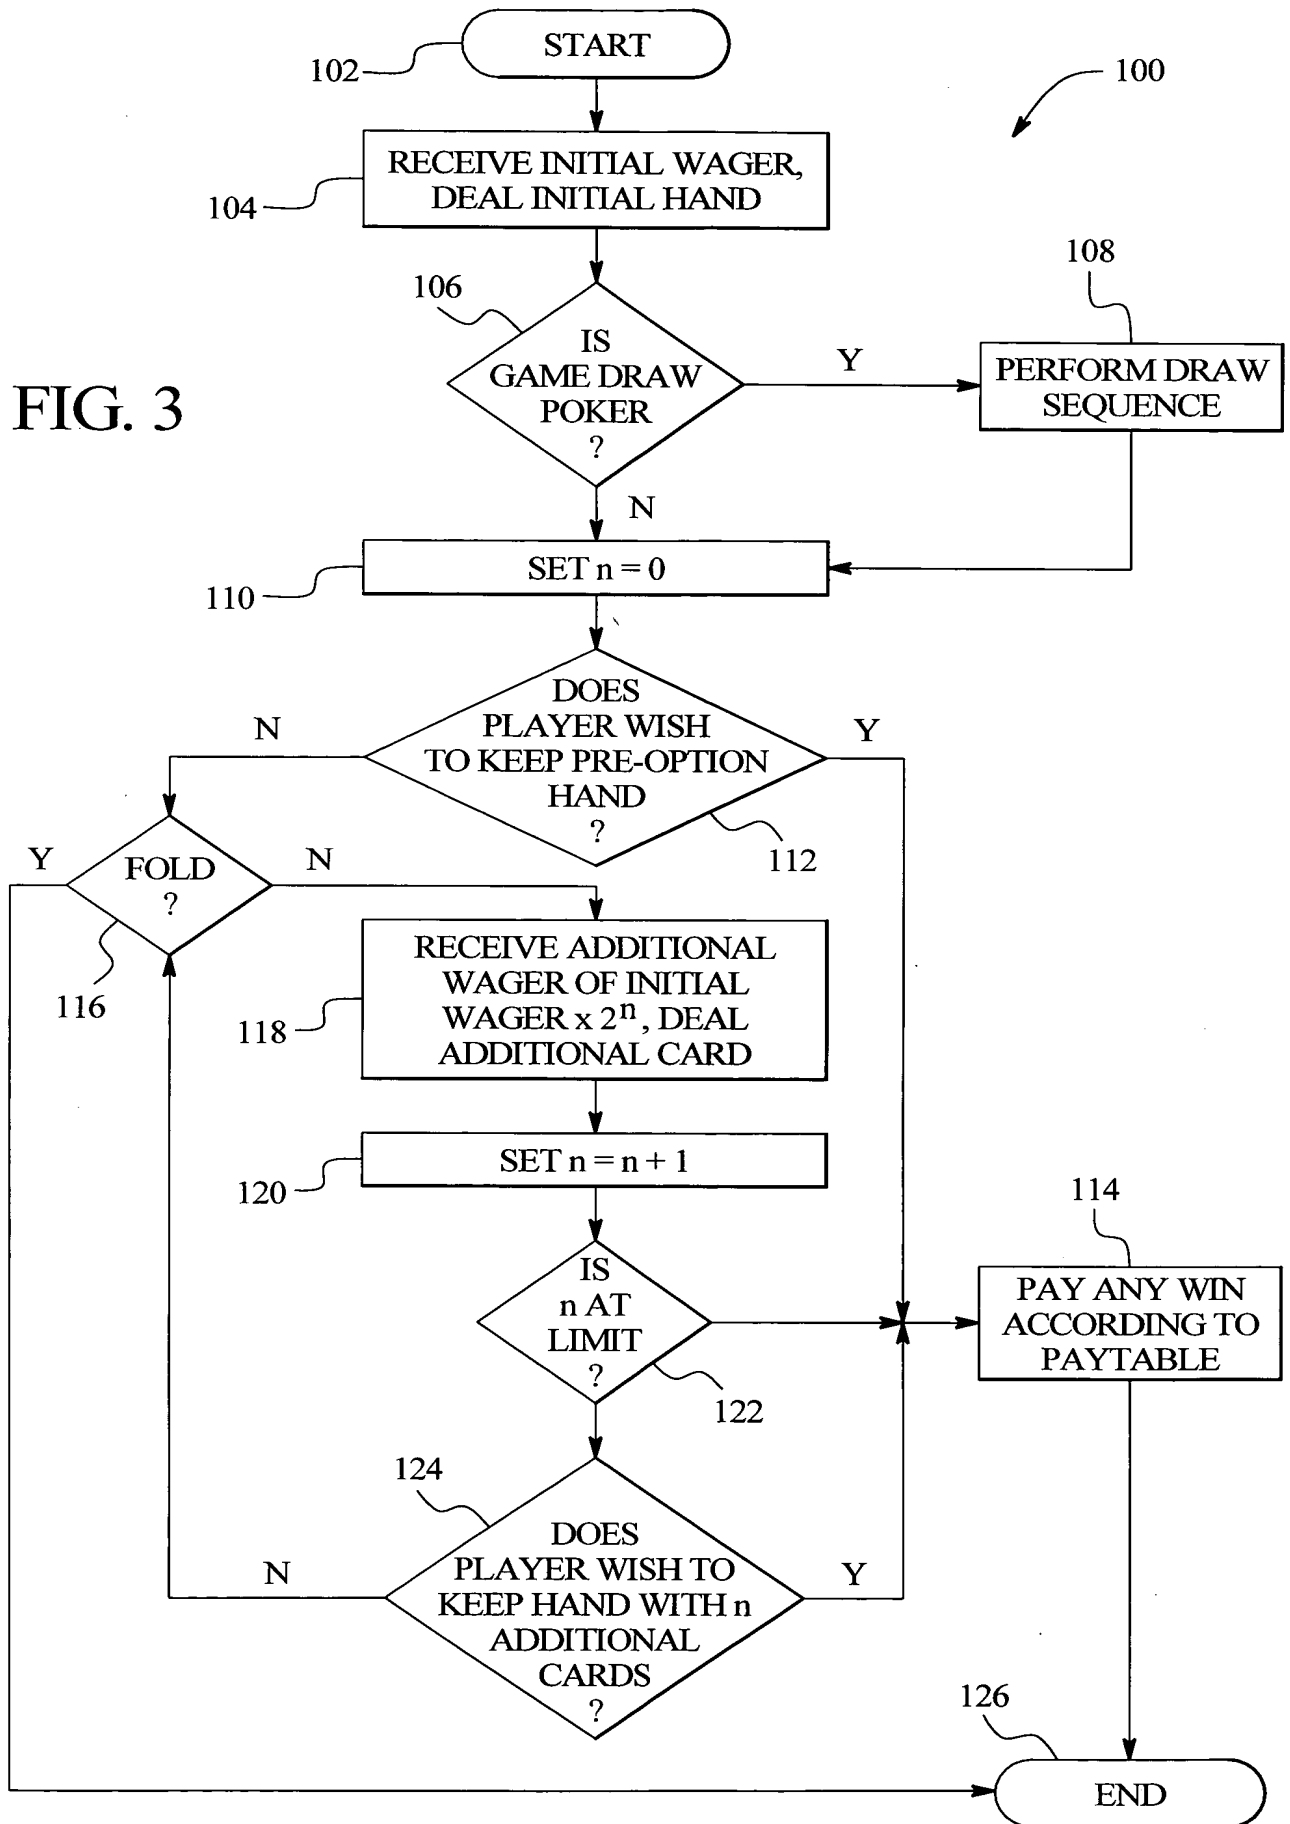 START
102
100
RECEIVE INITIAL WAGER,
DEAL INITIAL HAND
104
108
106
IS
GAME DRAW
POKER
?
Y
PERFORM DRAW
SEQUENCE
FIG. 3
N
SET n = 0
110
DOES
PLAYER WISH
TO KEEP PRE-OPTION
HAND
?
N
Y
112
FOLD
?
Y
N
116
RECEIVE ADDITIONAL
WAGER OF INITIAL
WAGER x 2ⁿ, DEAL
ADDITIONAL CARD
118
SET n = n + 1
120
114
IS
n AT
LIMIT
?
122
PAY ANY WIN
ACCORDING TO
PAYTABLE
124
DOES
PLAYER WISH TO
KEEP HAND WITH n
ADDITIONAL
CARDS
?
N
Y
126
END